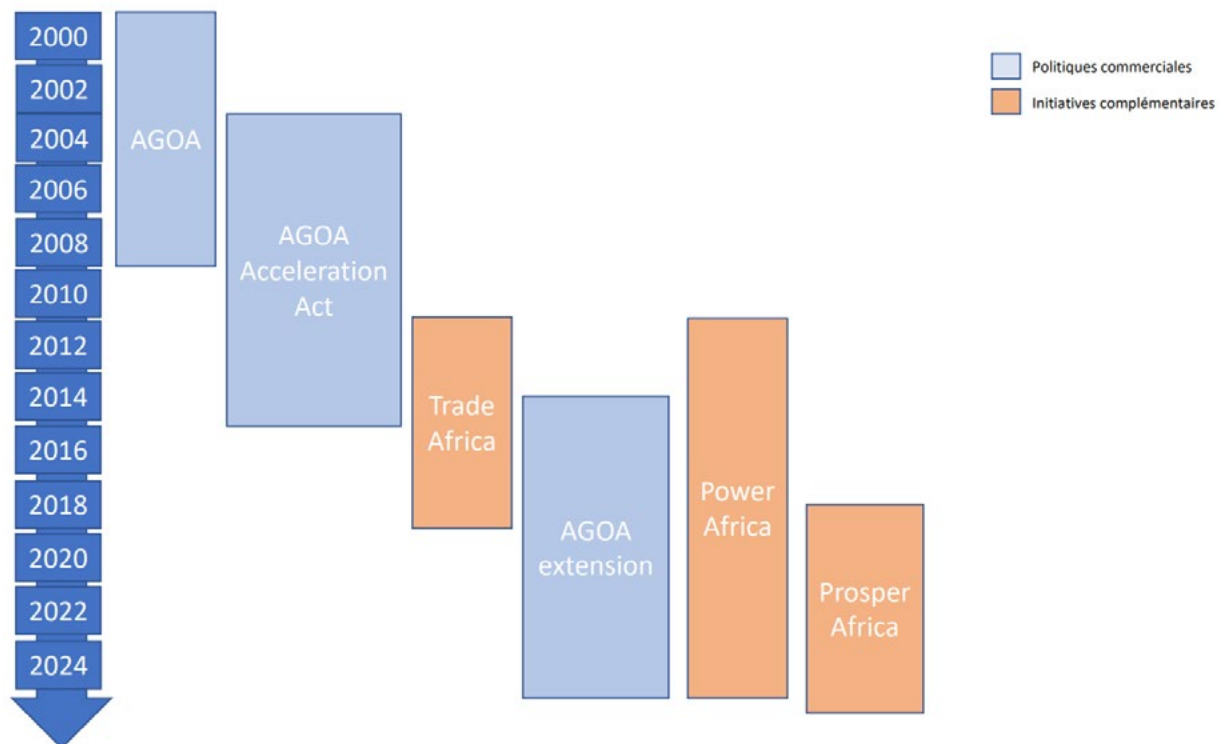 2000
2002
2004
2006
2008
2010
2012
2014
2016
2018
2020
2022
2024
AGOA
AGOA
Acceleration
Act
Trade
Africa
AGOA
extension
Power
Africa
Prosper
Africa
Politiques commerciales
Initiatives complémentaires